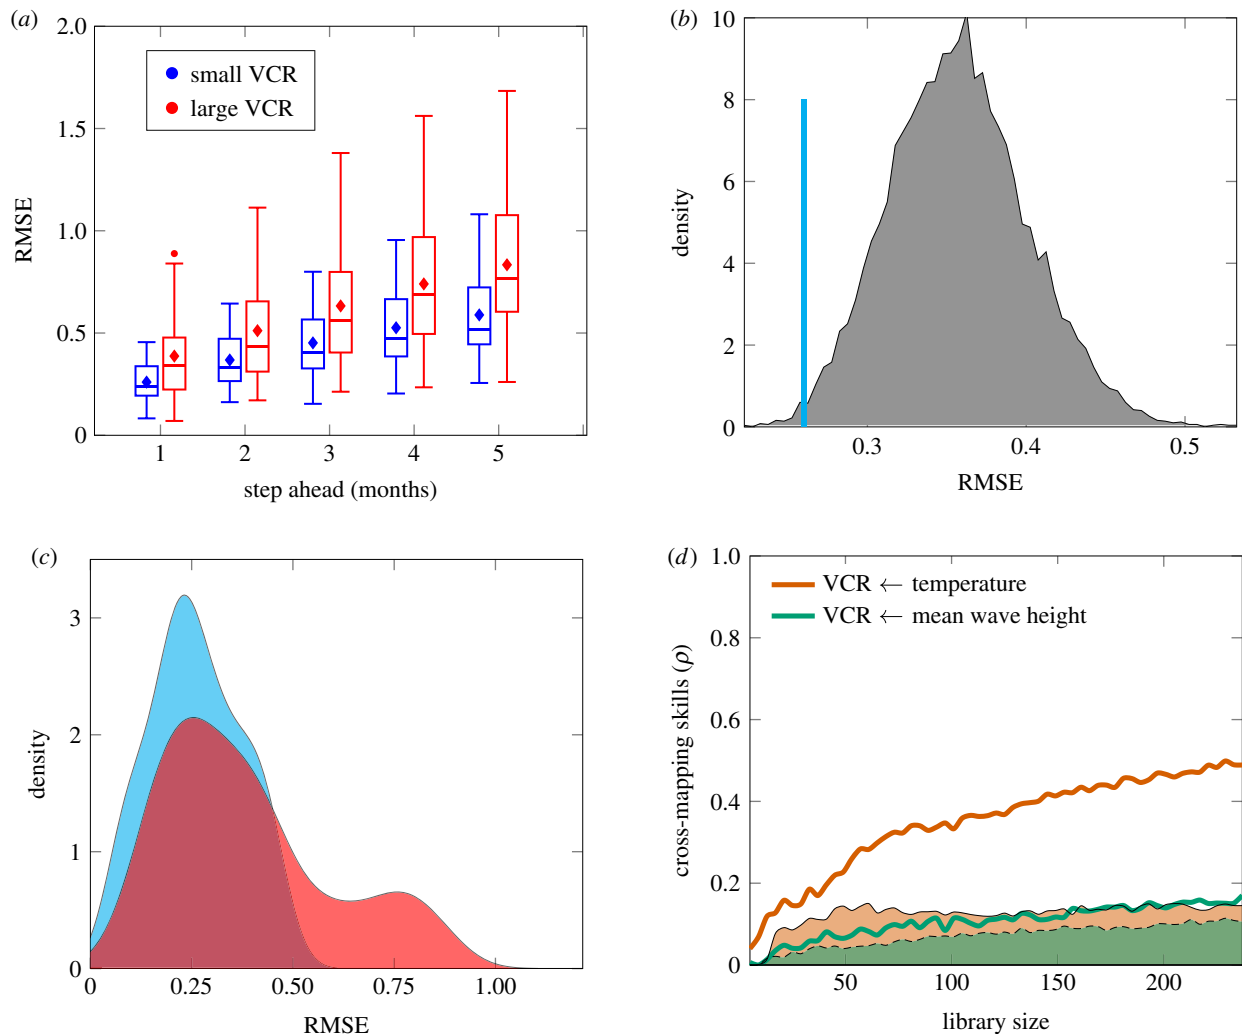 (a)
2.0
1.5
1.0
0.5
0
RMSE
small VCR
large VCR
1 2 3 4 5
step ahead (months)
(b)
10
8
6
4
2
0
density
0.3 0.4 0.5
RMSE
(c)
3
2
1
0
density
0 0.25 0.50 0.75 1.00
RMSE
(d)
1.0
0.8
0.6
0.4
0.2
0
cross-mapping skills (ρ)
VCR ← temperature
VCR ← mean wave height
50 100 150 200
library size